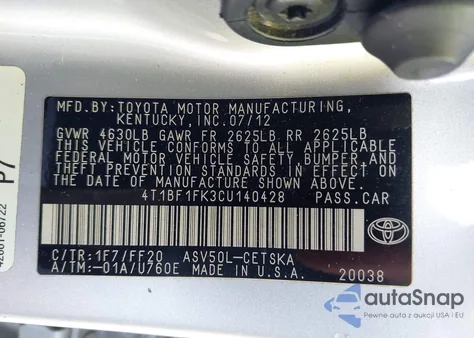 MFD.BY:TOYOTA MOTOR MANUFACTURING,
KENTUCKY,INC.07/12
GVWR 4630LB GAWR FR 2625LB RR 2625LB
THIS VEHICLE CONFORMS TO ALL APPLICABLE
FEDERAL MOTOR VEHICLE SAFETY,BUMPER,AND
THEFT PREVENTION STANDARDS IN EFFECT ON
THE DATE OF MANUFACTURE SHOWN ABOVE.
4T1BF1FK3CU140428 PASS.CAR
C/TR:1F7/FF20 ASV50L-CETSKA
A/TM:-01A/U760E MADE IN U.S.A. 20038
TOYOTA
P7
autoSnap
Pewne auta z aukcji USA i EU